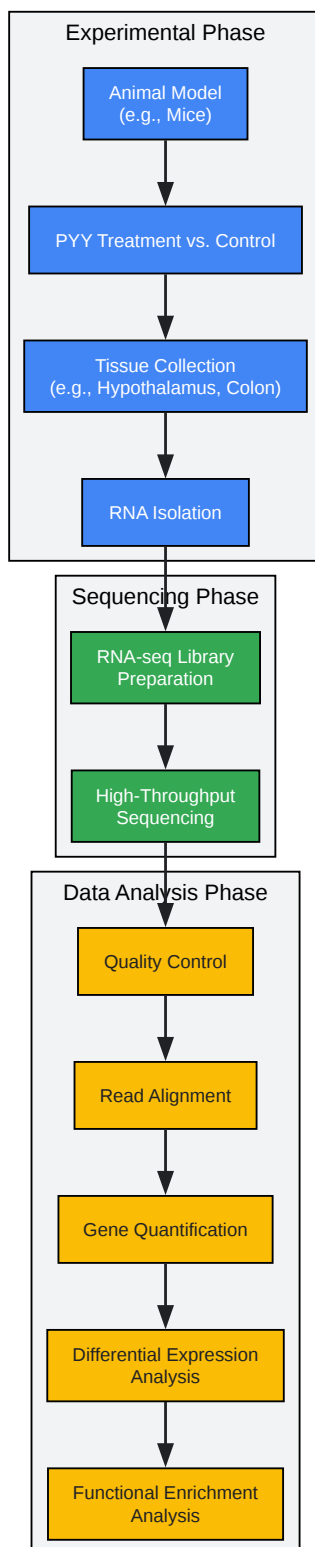 Experimental Phase
Animal Model
(e.g., Mice)
PYY Treatment vs. Control
Tissue Collection
(e.g., Hypothalamus, Colon)
RNA Isolation
Sequencing Phase
RNA-seq Library
Preparation
High-Throughput
Sequencing
Data Analysis Phase
Quality Control
Read Alignment
Gene Quantification
Differential Expression
Analysis
Functional Enrichment
Analysis